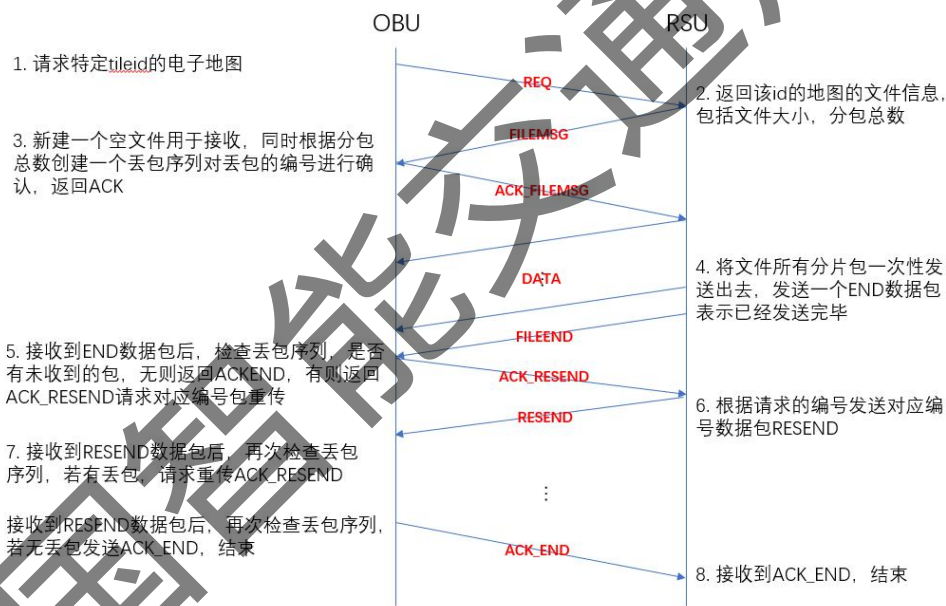 OBU
RSU
1. 请求特定tileid的电子地图
REQ
2. 返回该id的地图的文件信息,
包括文件大小，分包总数
FILEMSG
3. 新建一个空文件用于接收，同时根据分包
总数创建一个丢包序列对丢包的编号进行确
认，返回ACK
ACK_FILEMSG
4. 将文件所有分片包一次性发
送出去，发送一个END数据包
表示已经发送完毕
DATA
FILEEND
5. 接收到END数据包后，检查丢包序列，是否
有未收到的包，无则返回ACKEND，有则返回
ACK_RESEND请求对应编号包重传
ACK_RESEND
6. 根据请求的编号发送对应编
号数据包RESEND
RESEND
7. 接收到RESEND数据包后，再次检查丢包
序列，若有丢包，请求重传ACK_RESEND
⋮
接收到RESEND数据包后，再次检查丢包序列，
若无丢包发送ACK_END，结束
ACK_END
8. 接收到ACK_END，结束
国智能交通